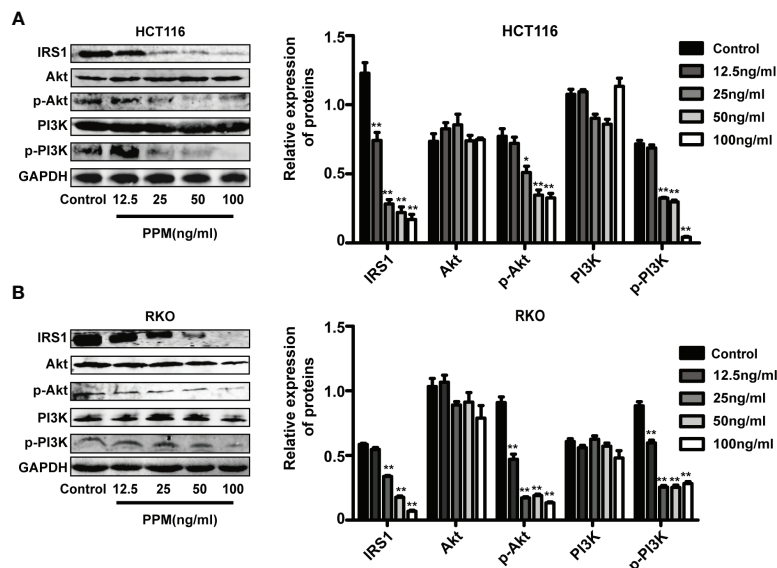 A
HCT116
IRS1
Akt
p-Akt
PI3K
p-PI3K
GAPDH
Control 12.5 25 50 100
PPM(ng/ml)
HCT116
Relative expression
of proteins
1.5
1.0
0.5
0
** ** ** ** * ** ** ** ** **
IRS1 Akt p-Akt PI3K p-PI3K
Control
12.5ng/ml
25ng/ml
50ng/ml
100ng/ml
B
RKO
IRS1
Akt
p-Akt
PI3K
p-PI3K
GAPDH
Control 12.5 25 50 100
PPM(ng/ml)
RKO
Relative expression
of proteins
1.5
1.0
0.5
0
** ** ** ** ** ** ** ** ** ** **
IRS1 Akt p-Akt PI3K p-PI3K
Control
12.5ng/ml
25ng/ml
50ng/ml
100ng/ml